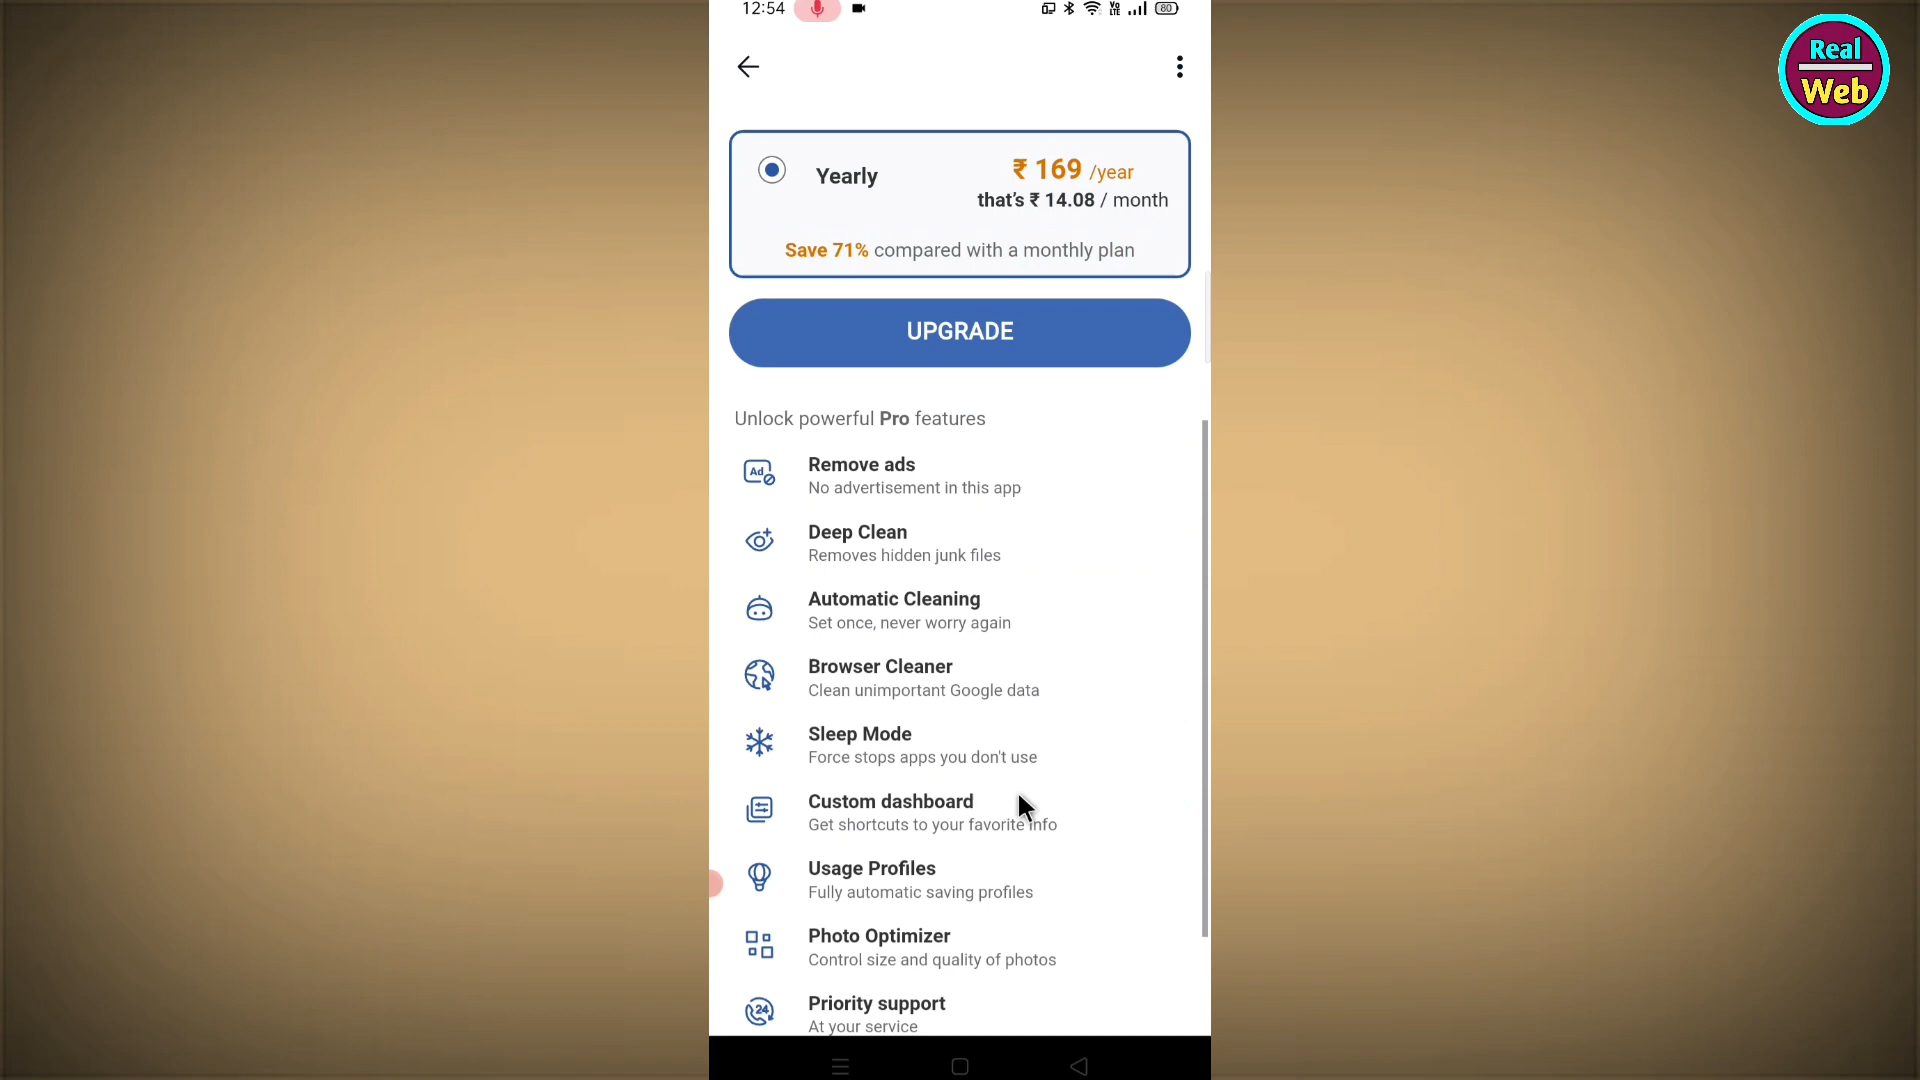 12:54
Vo
LTE
80
Real
Web
Yearly
₹ 169 /year
that's ₹ 14.08 / month
Save 71% compared with a monthly plan
UPGRADE
Unlock powerful Pro features
Ad
Remove ads
No advertisement in this app
Deep Clean
Removes hidden junk files
Automatic Cleaning
Set once, never worry again
Browser Cleaner
Clean unimportant Google data
Sleep Mode
Force stops apps you don't use
Custom dashboard
Get shortcuts to your favorite info
Usage Profiles
Fully automatic saving profiles
Photo Optimizer
Control size and quality of photos
24
Priority support
At your service